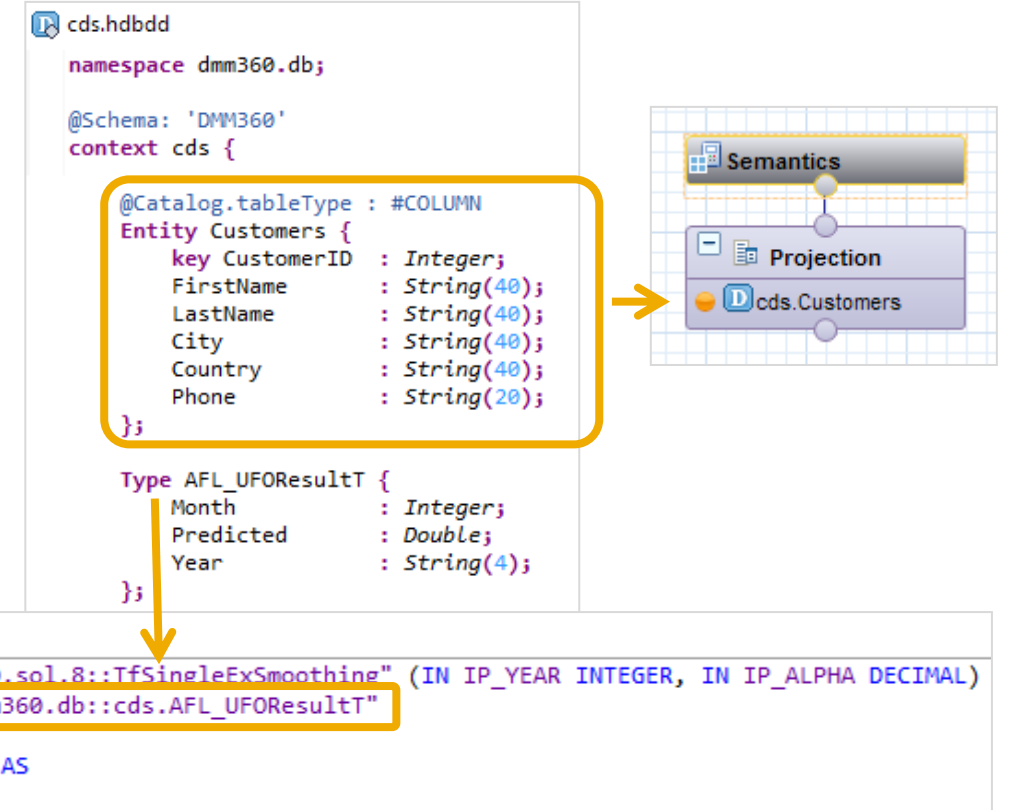 cds.hdbdd
namespace dmm360.db;
@Schema: 'DMM360'
context cds {
@Catalog.tableType : #COLUMN
Entity Customers {
key CustomerID : Integer;
FirstName : String(40);
LastName : String(40);
City : String(40);
Country : String(40);
Phone : String(20);
};
Type AFL_UFOResultT {
Month : Integer;
Predicted : Double;
Year : String(4);
};
Semantics
Projection
D cds.Customers
.sol.8::TfSingleExSmoothing" (IN IP_YEAR INTEGER, IN IP_ALPHA DECIMAL)
360.db::cds.AFL_UFOResultT"
AS